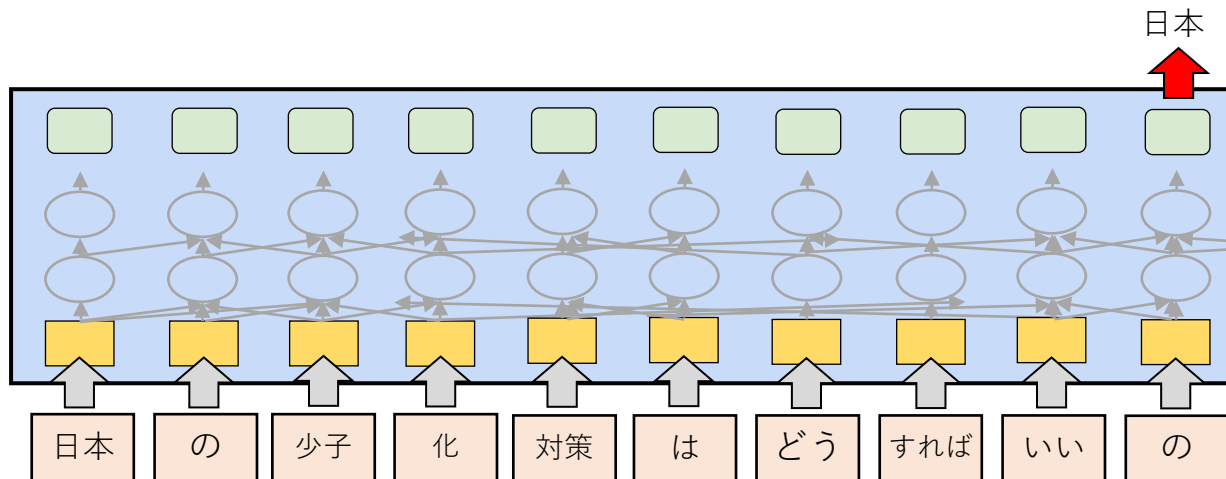 日本
日本 の 少子 化 対策 は どう すれば いい の